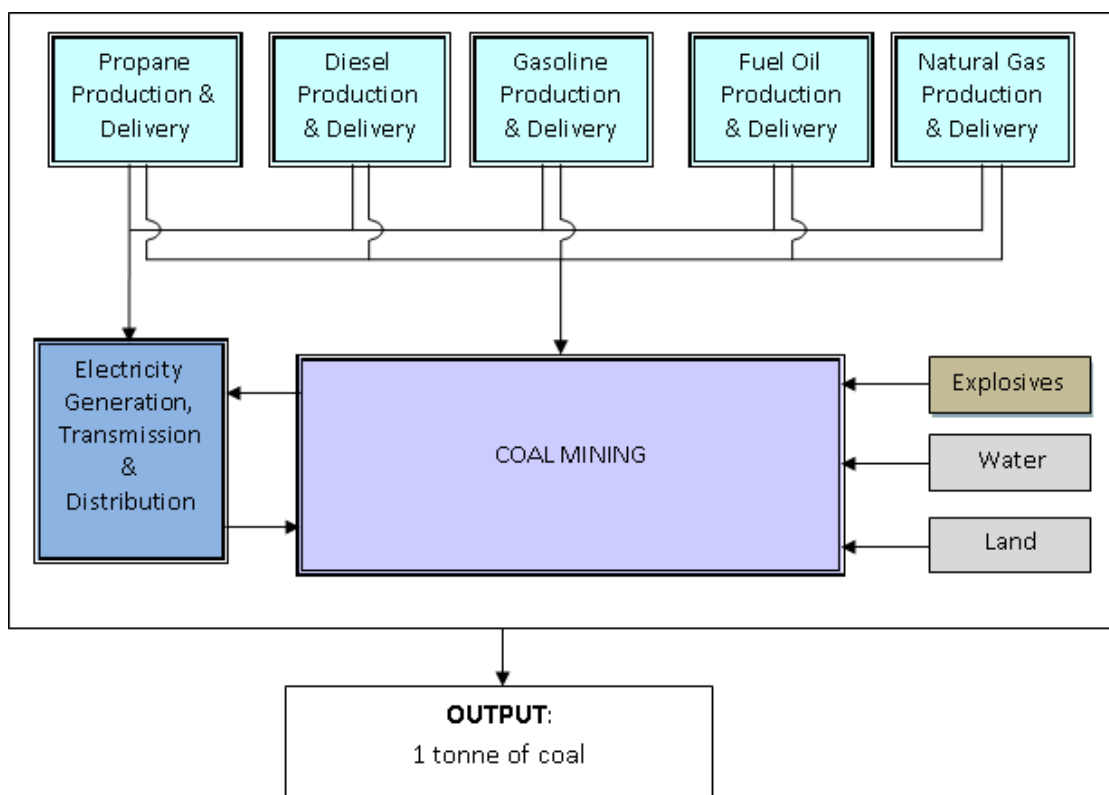 Propane
Production &
Delivery
Diesel
Production
& Delivery
Gasoline
Production
& Delivery
Fuel Oil
Production
& Delivery
Natural Gas
Production
& Delivery
Electricity
Generation,
Transmission
&
Distribution
COAL MINING
Explosives
Water
Land
OUTPUT:
1 tonne of coal